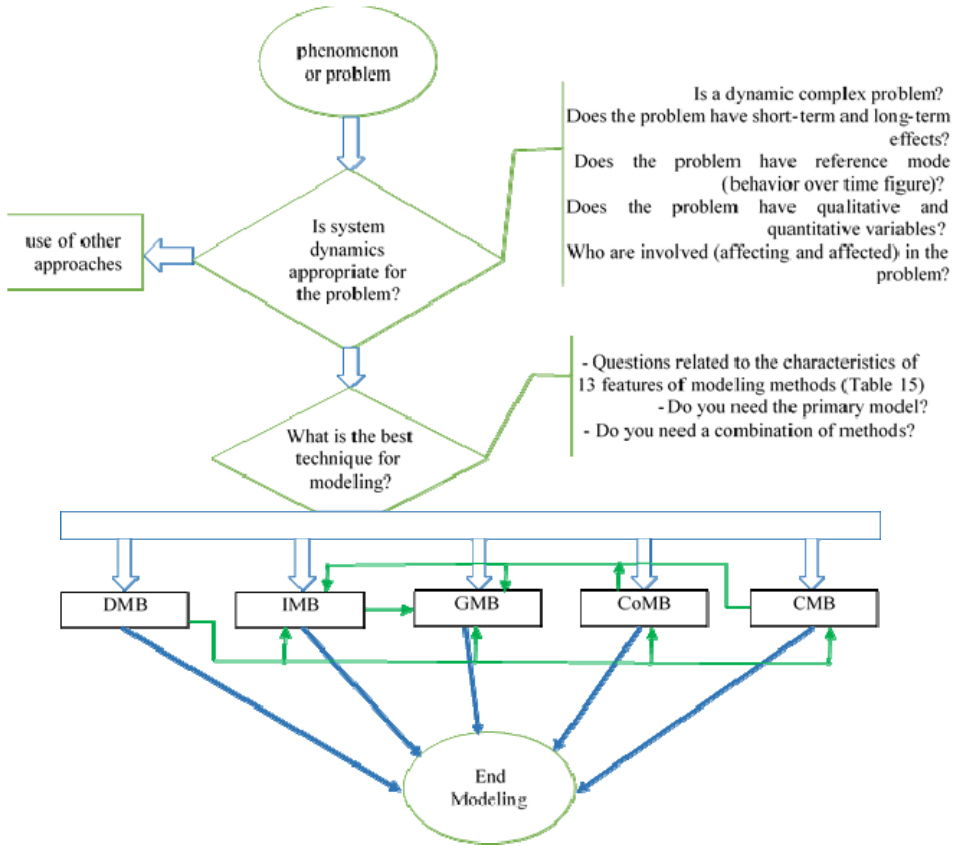 phenomenon
or problem
Is a dynamic complex problem?
Does the problem have short-term and long-term
effects?
Does the problem have reference mode
(behavior over time figure)?
Does the problem have qualitative and
quantitative variables?
Who are involved (affecting and affected) in the
problem?
Is system
dynamics
appropriate for
the problem?
use of other
approaches
- Questions related to the characteristics of
13 features of modeling methods (Table 15)
- Do you need the primary model?
- Do you need a combination of methods?
What is the best
technique for
modeling?
DMB
IMB
GMB
CoMB
CMB
End
Modeling